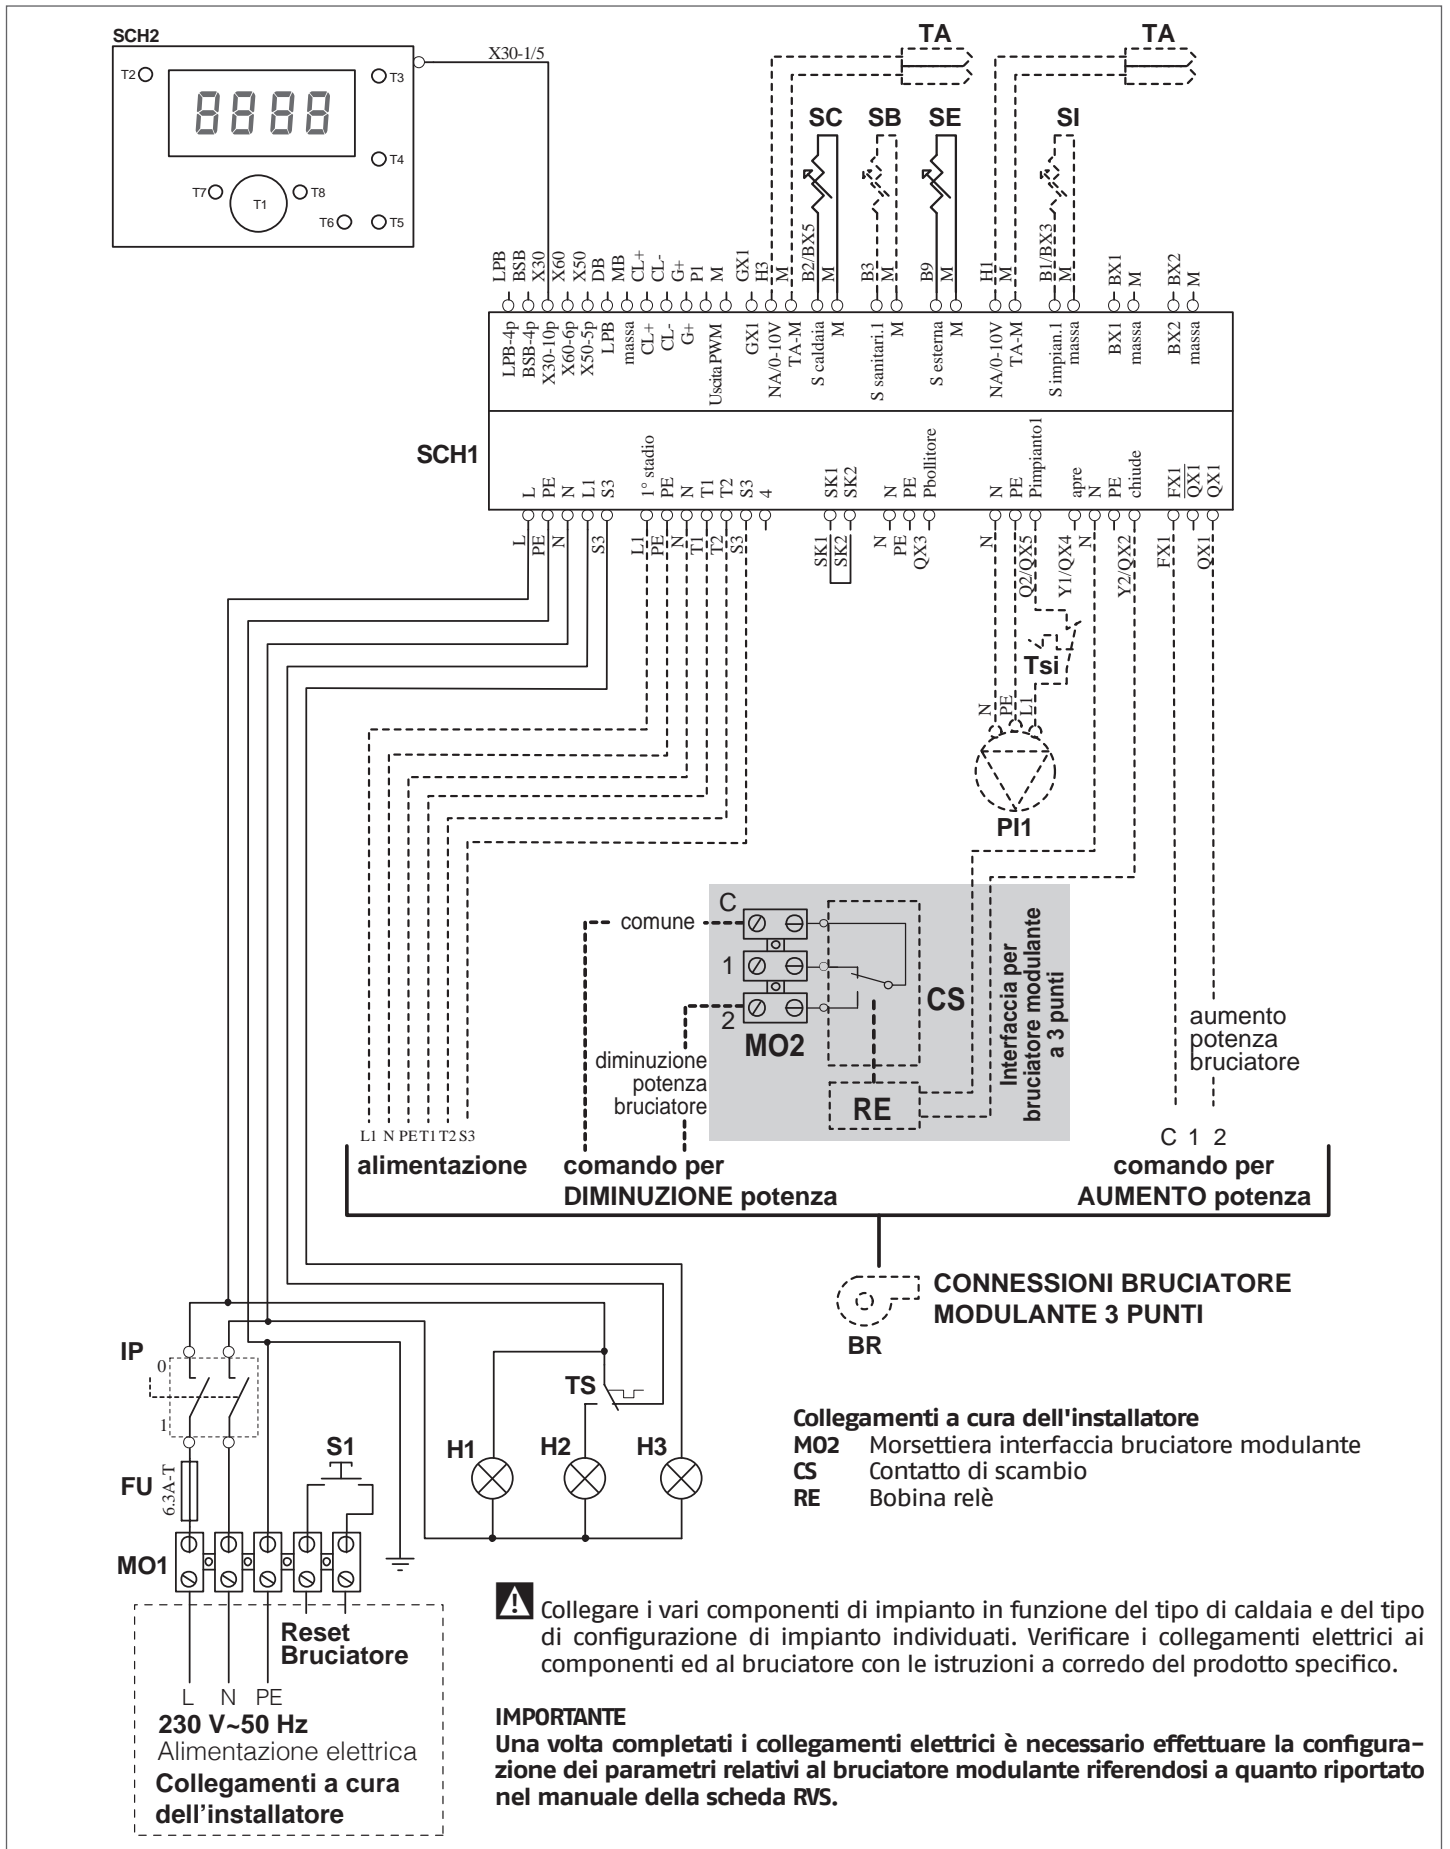 SCH2
X30-1/5
T2
T3
T4
T7
T1
T8
T6
T5
TA
TA
SC
SB
SE
SI
LPB
BSB
X30
X60
X50
DB
MB
CL+
CL-
G+
P1
M
GX1
H3
M
B2/BX5
M
B3
M
B9
M
H1
M
B1/BX3
M
BX1
M
BX2
M
LPB-4p
BSB-4p
X30-10p
X60-6p
X50-5p
LPB
massa
CL+
CL-
G+
Uscita PWM
GX1
NA/0-10V
TA-M
S caldaia
M
S sanitari.1
M
S esterna
M
NA/0-10V
TA-M
S impian.1
massa
BX1
massa
BX2
massa
SCH1
L
PE
N
L1
S3
1° stadio
PE
N
T1
T2
S3
4
SK1
SK2
N
PE
Pbollitore
N
PE
Pimpianto1
apre
N
PE
chiude
FX1
QX1
QX1
L
PE
N
S3
L1
PE
N
T1
T2
S3
SK1
SK2
N
PE
QX3
N
Q2/QX5
Y1/QX4
N
Y2/QX2
FX1
QX1
Tsi
N
PE
L1
PI1
C
comune
1
2
MO2
CS
RE
Interfaccia per
bruciatore modulante
a 3 punti
diminuzione
potenza
bruciatore
aumento
potenza
bruciatore
L1 N PE T1 T2 S3
C 1 2
alimentazione
comando per
DIMINUZIONE potenza
comando per
AUMENTO potenza
CONNESSIONI BRUCIATORE
MODULANTE 3 PUNTI
BR
IP
0
1
TS
S1
H1
H2
H3
FU
6.3A-T
MO1
Collegamenti a cura dell'installatore
MO2 Morsettiera interfaccia bruciatore modulante
CS Contatto di scambio
RE Bobina relè
Reset
Bruciatore
L N PE
230 V~50 Hz
Alimentazione elettrica
Collegamenti a cura
dell’installatore
Collegare i vari componenti di impianto in funzione del tipo di caldaia e del tipo
di configurazione di impianto individuati. Verificare i collegamenti elettrici ai
componenti ed al bruciatore con le istruzioni a corredo del prodotto specifico.
IMPORTANTE
Una volta completati i collegamenti elettrici è necessario effettuare la configura-
zione dei parametri relativi al bruciatore modulante riferendosi a quanto riportato
nel manuale della scheda RVS.